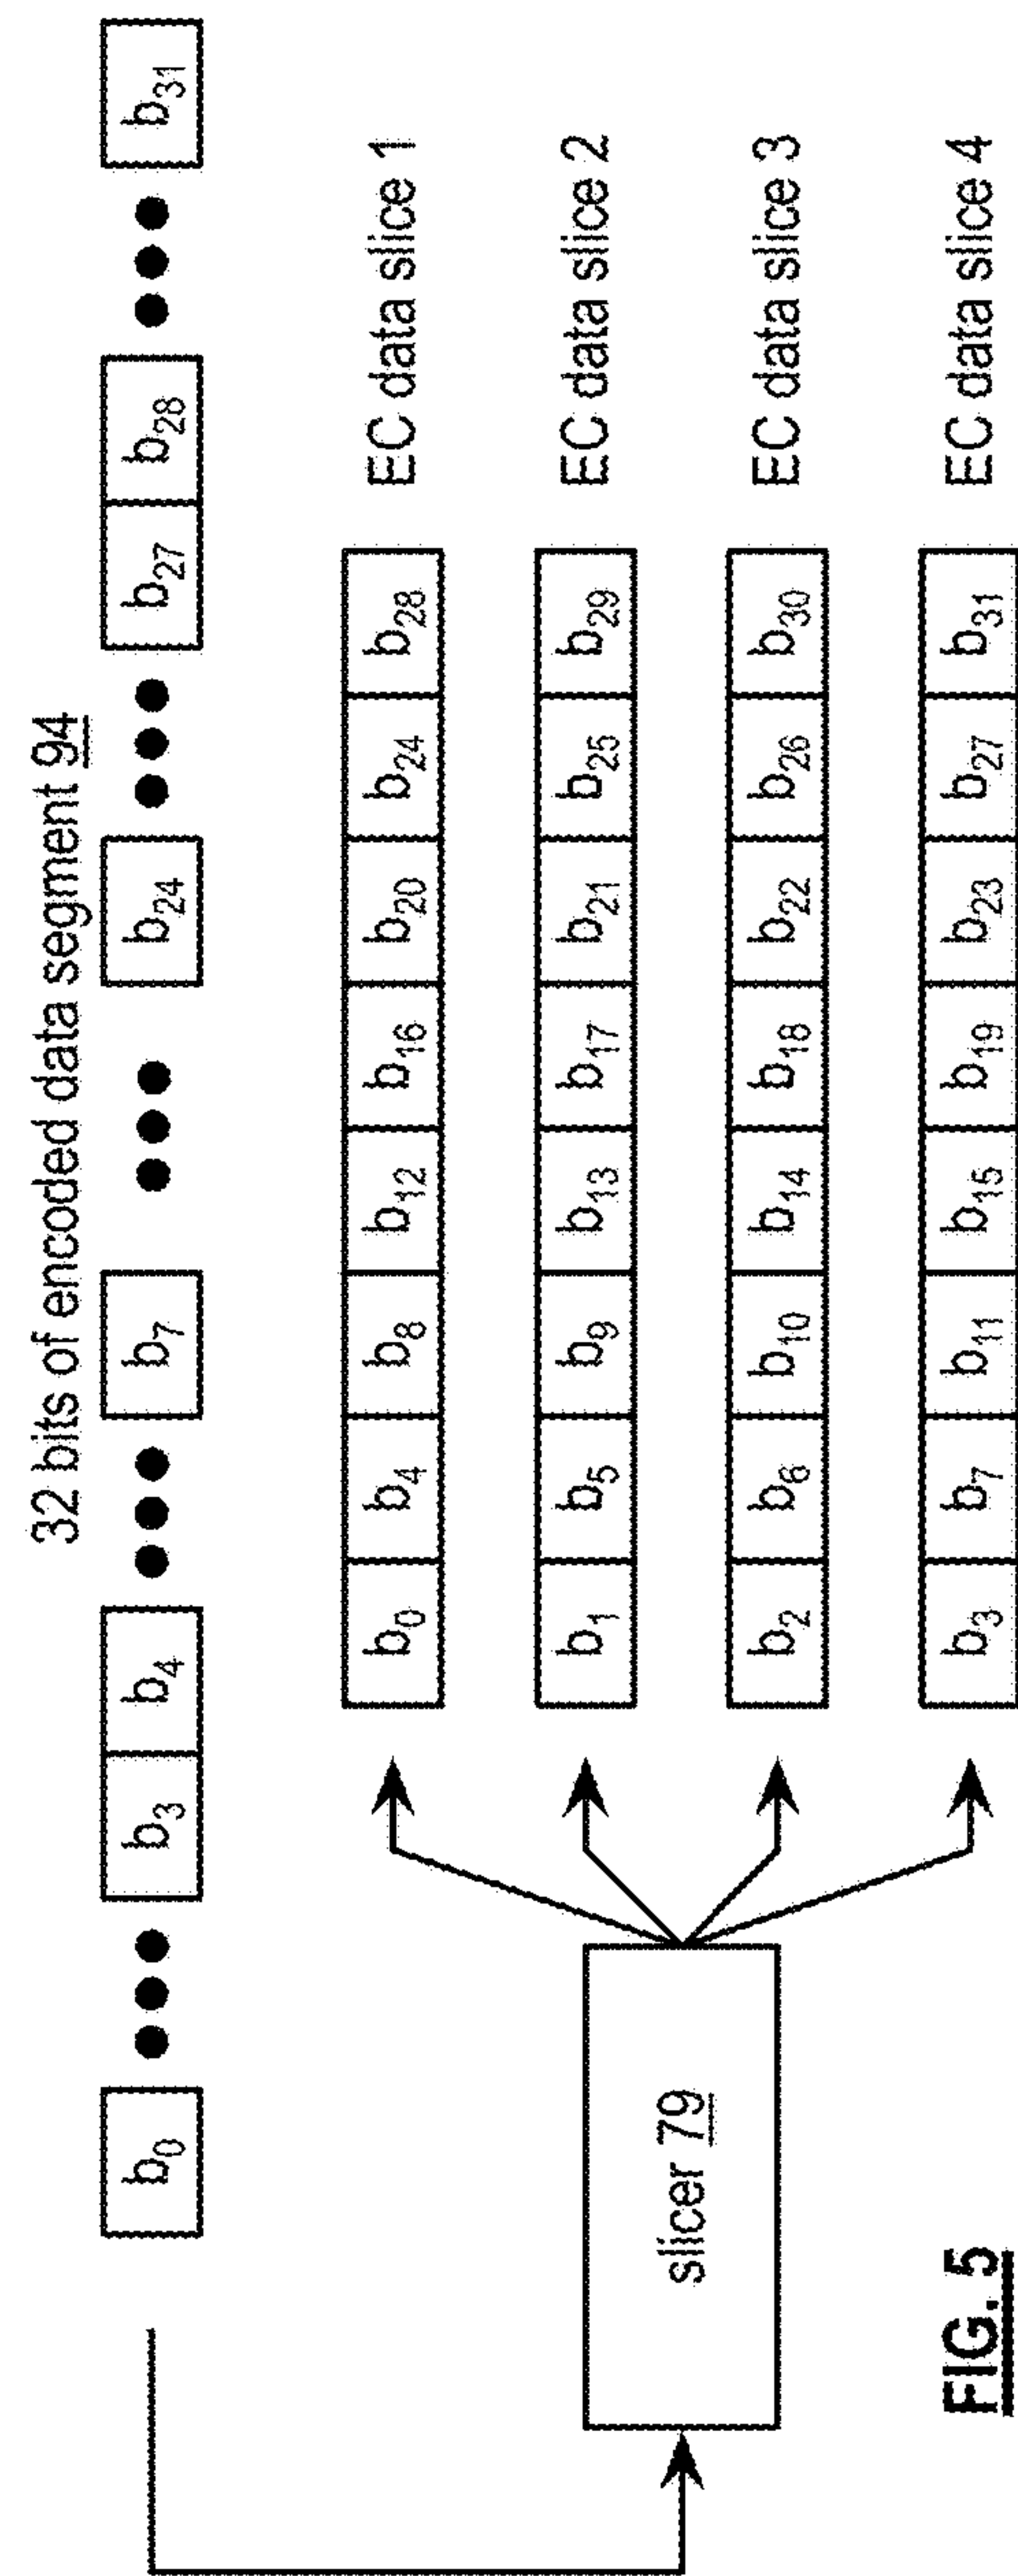 32 bits of encoded data segment 94
b0 ●●● b3 b4 ●●● b7 ●●● b24 ●●● b27 b28 ●●● b31
b0 b4 b8 b12 b16 b20 b24 b28 EC data slice 1
b1 b5 b9 b13 b17 b21 b25 b29 EC data slice 2
slicer 79
b2 b6 b10 b14 b18 b22 b26 b30 EC data slice 3
b3 b7 b11 b15 b19 b23 b27 b31 EC data slice 4
FIG. 5